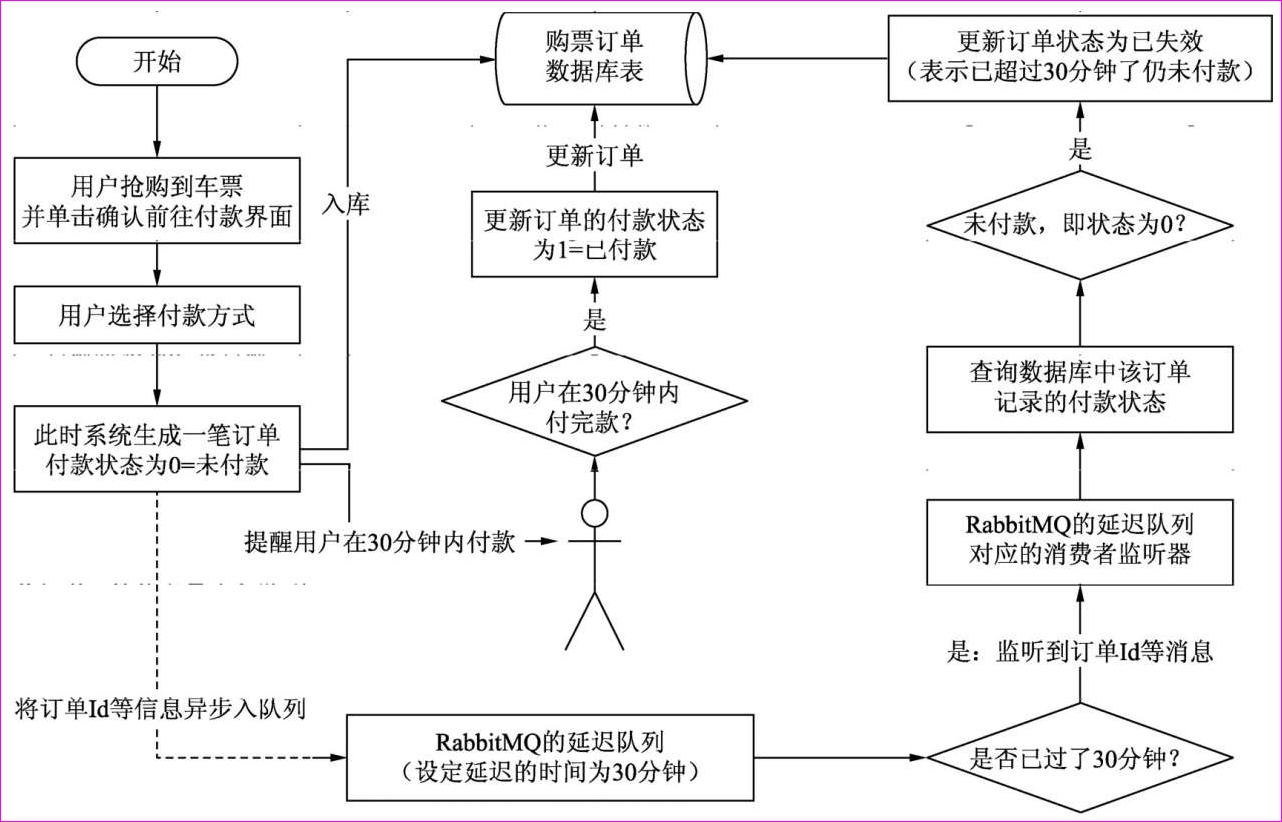 开始
用户抢购到车票
并单击确认前往付款界面
用户选择付款方式
此时系统生成一笔订单
付款状态为0=未付款
入库
提醒用户在30分钟内付款
将订单Id等信息异步入队列
购票订单
数据库表
更新订单
更新订单的付款状态
为1=已付款
是
用户在30分钟内
付完款？
RabbitMQ的延迟队列
（设定延迟的时间为30分钟）
更新订单状态为已失效
（表示已超过30分钟了仍未付款）
是
未付款，即状态为0？
查询数据库中该订单
记录的付款状态
RabbitMQ的延迟队列
对应的消费者监听器
是：监听到订单Id等消息
是否已过了30分钟？